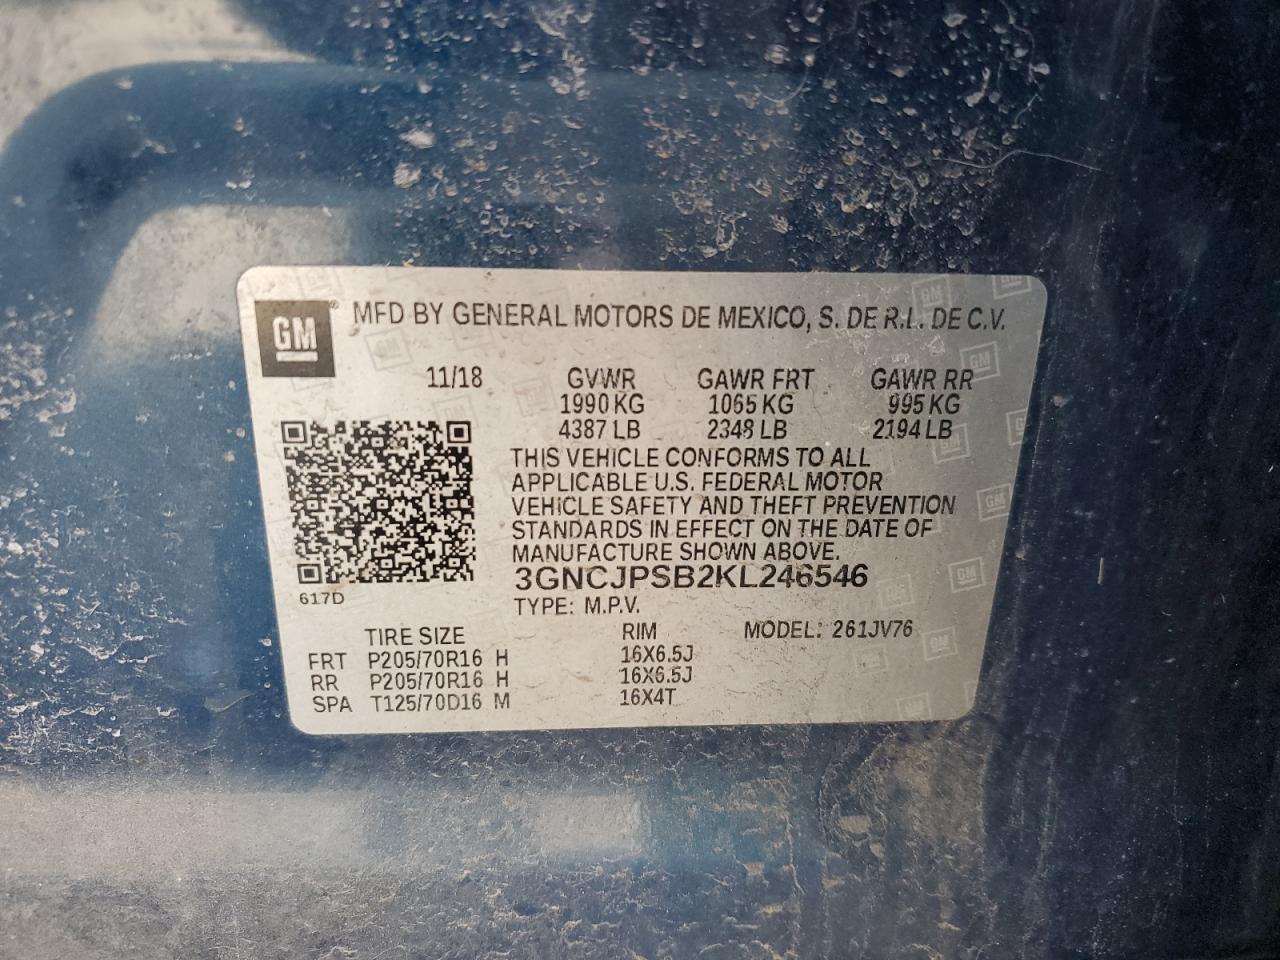 GM ® MFD BY GENERAL MOTORS DE MEXICO, S. DE R.L. DE C.V.
11/18 GVWR GAWR FRT GAWR RR
1990 KG 1065 KG 995 KG
4387 LB 2348 LB 2194 LB
THIS VEHICLE CONFORMS TO ALL
APPLICABLE U.S. FEDERAL MOTOR
VEHICLE SAFETY AND THEFT PREVENTION
STANDARDS IN EFFECT ON THE DATE OF
MANUFACTURE SHOWN ABOVE.
3GNCJPSB2KL246546
617D
TYPE: M.P.V.
TIRE SIZE RIM MODEL: 261JV76
FRT P205/70R16 H 16X6.5J
RR P205/70R16 H 16X6.5J
SPA T125/70D16 M 16X4T